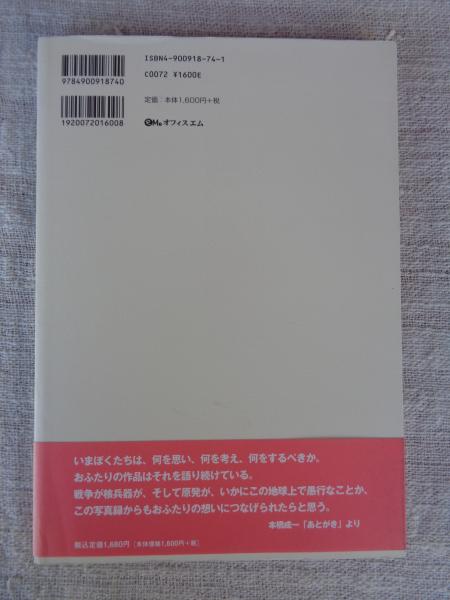 ISBN4-900918-74-1
C0072 ¥1600E
9784900918740
定価：本体1,600円+税
1920072016008
オフィスエム
いまぼくたちは、何を思い、何を考え、何をするべきか。
おふたりの作品はそれを語り続けている。
戦争が核兵器が、そして原発が、いかにこの地球上で愚行なことか、
この写真録からもおふたりの想いにつなげられたらと思う。
本橋成一「あとがき」より
税込定価1,680円［本体価格1,600円+税］